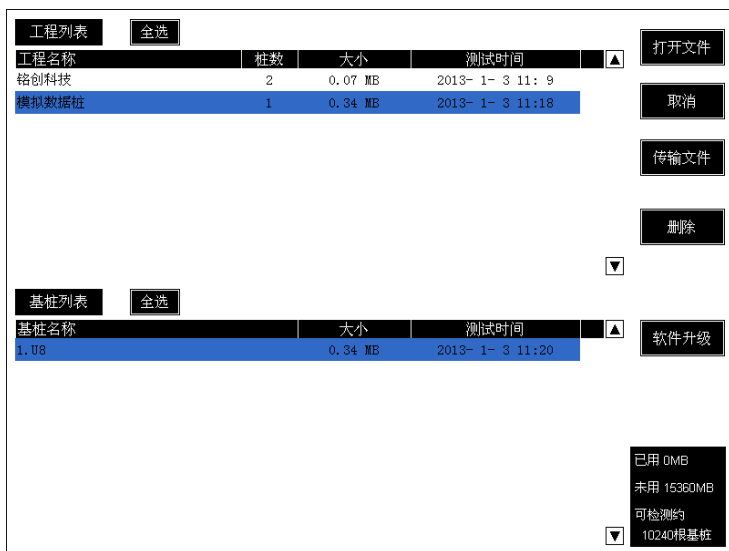 工程列表 全选
工程名称 桩数 大小 测试时间 ▲
铭创科技 2 0.07 MB 2013- 1- 3 11: 9
模拟数据桩 1 0.34 MB 2013- 1- 3 11:18
▼
打开文件
取消
传输文件
删除
基桩列表 全选
基桩名称 大小 测试时间 ▲
1.U8 0.34 MB 2013- 1- 3 11:20
▼
软件升级
已用 0MB
未用 15360MB
可检测约
10240根基桩